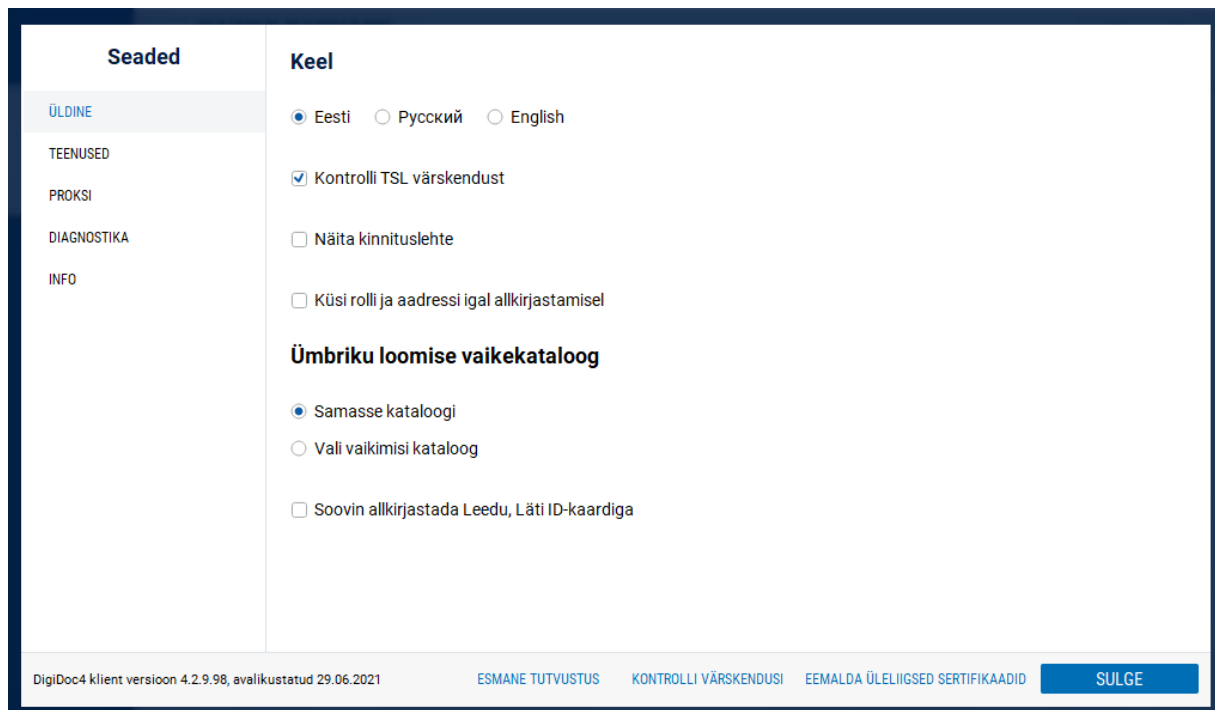 Seaded
ÜLDINE
TEENUSED
PROKSI
DIAGNOSTIKA
INFO
Keel
Eesti Русский English
Kontrolli TSL värskendust
Näita kinnituslehte
Küsi rolli ja aadressi igal allkirjastamisel
Ümbriku loomise vaikekataloog
Samasse kataloogi
Vali vaikimisi kataloog
Soovin allkirjastada Leedu, Läti ID-kaardiga
DigiDoc4 klient versioon 4.2.9.98, avalikustatud 29.06.2021 ESMANE TUTVUSTUS KONTROLLI VÄRSKENDUSI EEMALDA ÜLELIIGSED SERTIFIKAADID SULGE